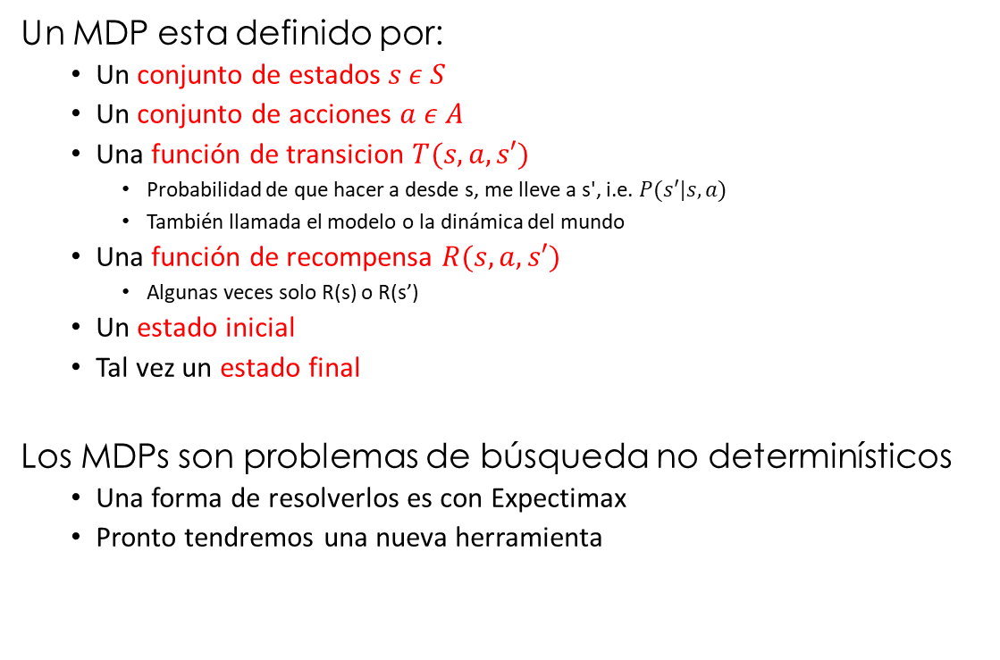 Un MDP esta definido por:
• Un conjunto de estados s ϵ S
• Un conjunto de acciones a ϵ A
• Una función de transicion T(s, a, s′)
• Probabilidad de que hacer a desde s, me lleve a s', i.e. P(s′|s, a)
• También llamada el modelo o la dinámica del mundo
• Una función de recompensa R(s, a, s′)
• Algunas veces solo R(s) o R(s’)
• Un estado inicial
• Tal vez un estado final
Los MDPs son problemas de búsqueda no determinísticos
• Una forma de resolverlos es con Expectimax
• Pronto tendremos una nueva herramienta